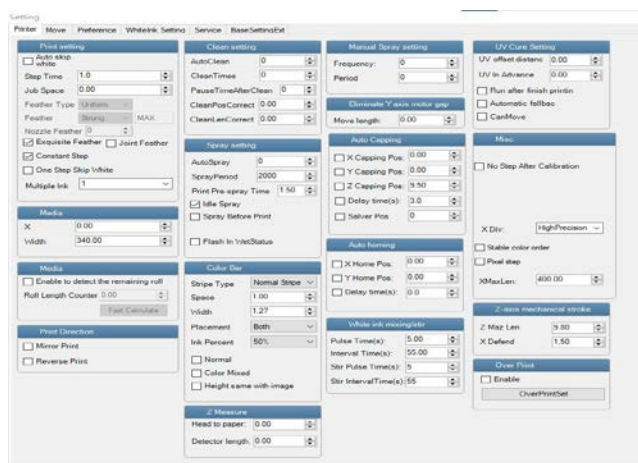 Setting
Printer Move Preference WhiteInk Setting Service BaseSettingExt
Print setting
Auto skip white
Step Time 1.0
Job Space 0.00
Feather Type Uniform
Feather Strong MAX
Nozzle Feather 0
Exquisite Feather Joint Feather
Constant Step
One Step Skip White
Multiple Ink 1
Media
X 0.00
Width 340.00
Media
Enable to detect the remaining roll
Roll Length Counter 0.00
Fast Calculate
Print Direction
Mirror Print
Reverse Print
Clean setting
AutoClean 0
CleanTimes 0
PauseTimeAfterClean 0
CleanPosCorrect 0.00
CleanLenCorrect 0.00
Spray setting
AutoSpray 0
SprayPeriod 2000
Print Pre-spray Time 1.50
Idle Spray
Spray Before Print
Flash In WetStatus
Color Bar
Stripe Type Normal Stripe
Space 1.00
Width 1.27
Placement Both
Ink Percent 50%
Normal
Color Mixed
Height same with image
Z Measure
Head to paper: 0.00
Detector length: 0.00
Manual Spray setting
Frequency: 0
Period 0
Eliminate Y axis motor gap
Move length: 0.00
Auto Capping
X Capping Pos: 0.00
Y Capping Pos: 0.00
Z Capping Pos: 9.50
Delay time(s): 3.0
Salver Pos 0
Auto homing
X Home Pos: 0.00
Y Home Pos: 0.00
Delay time(s): 0.0
White ink mixing/stir
Pulse Time(s): 5.00
Interval Time(s): 55.00
Stir Pulse Time(s): 5
Stir IntervalTime(s): 55
UV Cure Setting
UV offset distanc 0.00
UV In Advance 0.00
Run after finish printin
Automatic fallbac
CanMove
Misc
No Step After Calibration
X Div: HighPrecision
Stable color order
Pixel step
XMaxLen: 400.00
Z-axis mechanical stroke
Z Maz Len 9.80
X Defend 1.50
Over Print
Enable
OverPrintSet